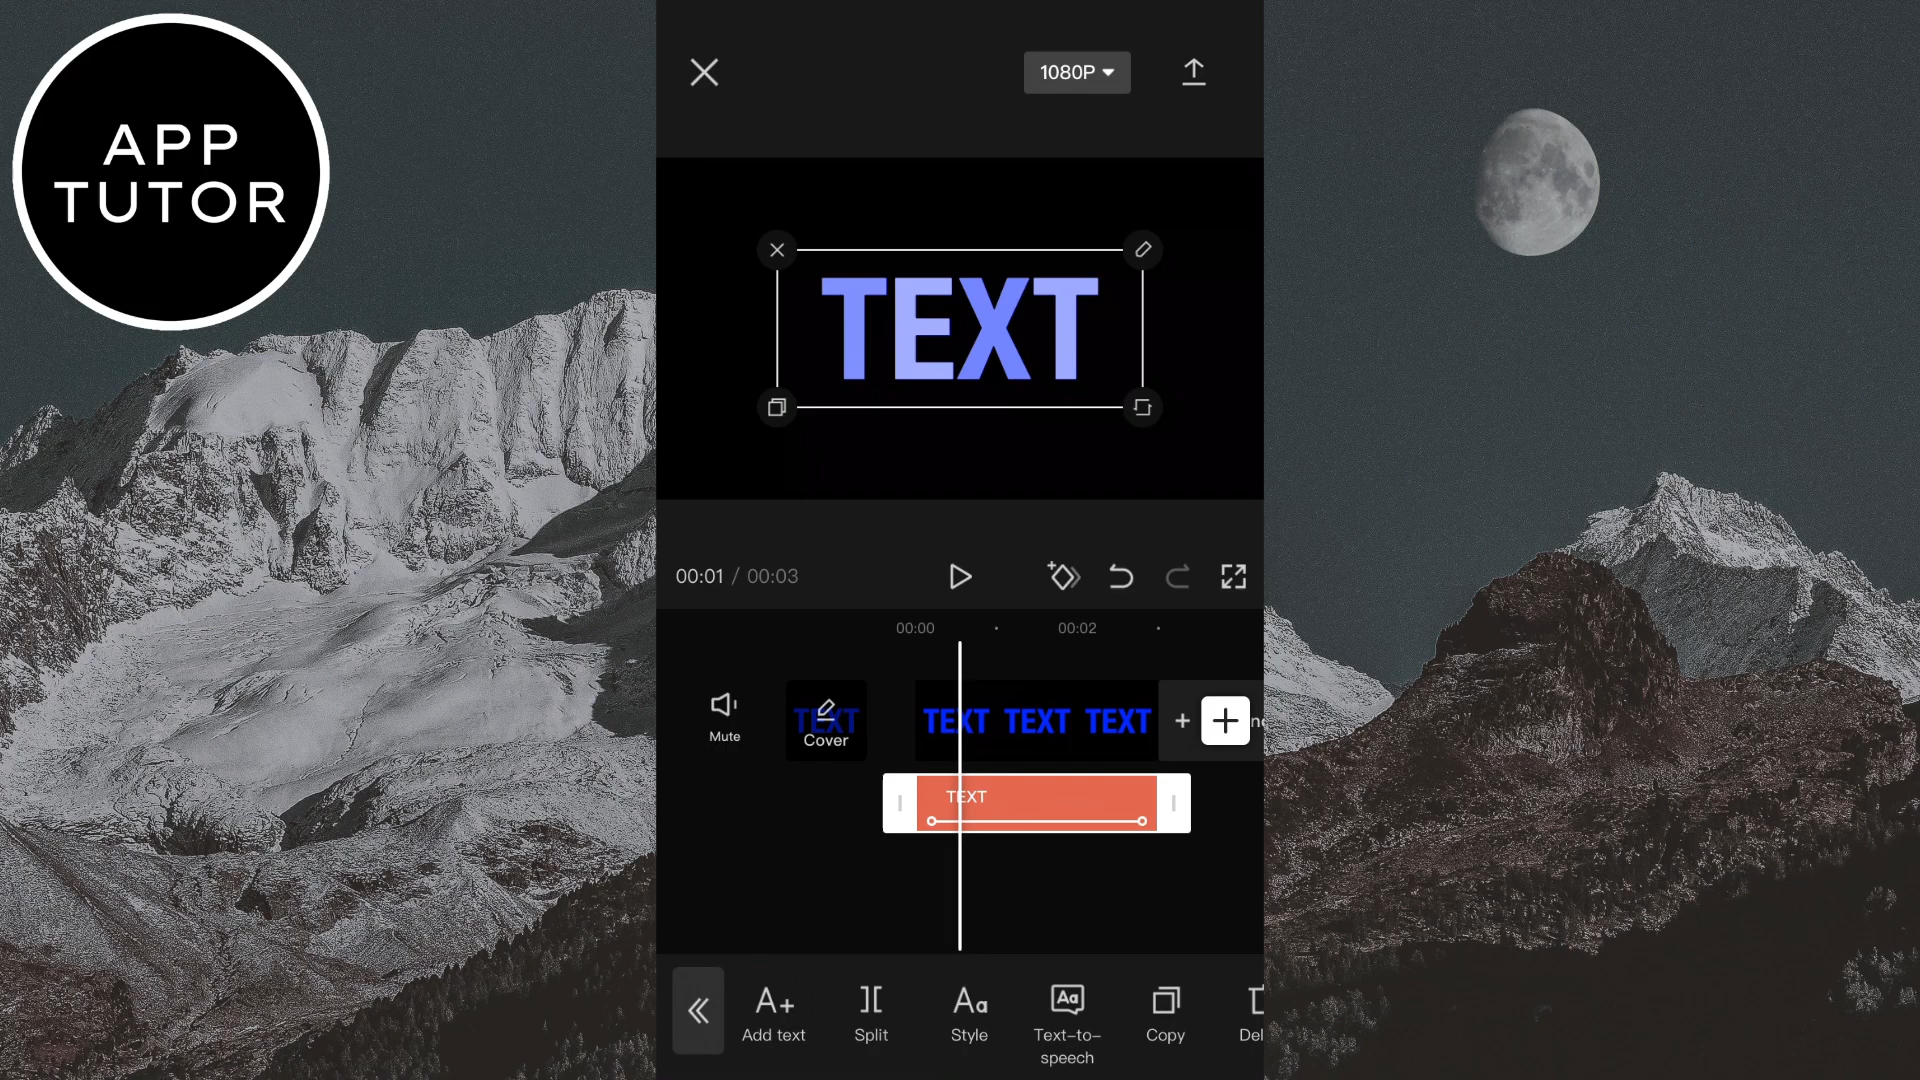 APP
TUTOR
1080P
TEXT
00:01 / 00:03
00:00
00:02
Mute
TEXT
Cover
TEXT TEXT TEXT
TEXT
Add text
Split
Style
Text-to-
speech
Copy
Del